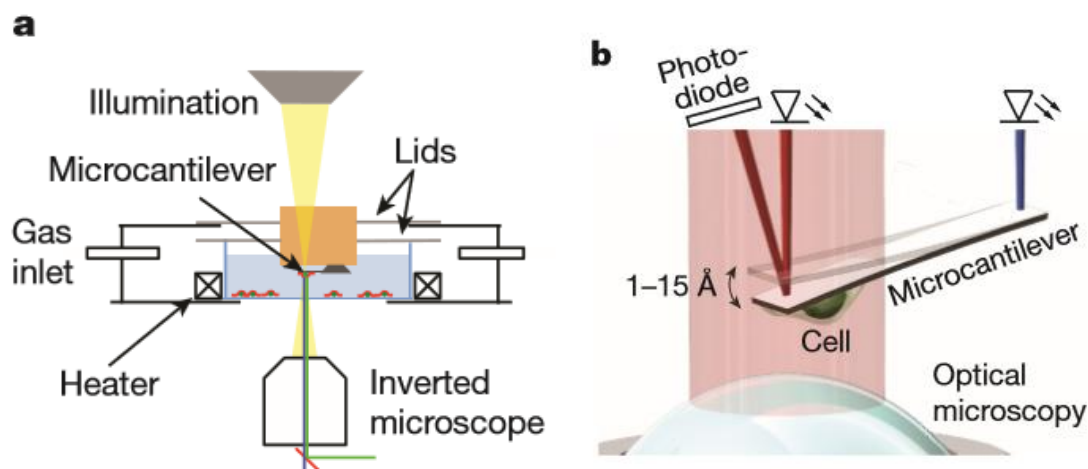 a
Illumination
Microcantilever
Lids
Gas
inlet
Heater
Inverted
microscope
b
Photo-
diode
1–15 Å
Microcantilever
Cell
Optical
microscopy